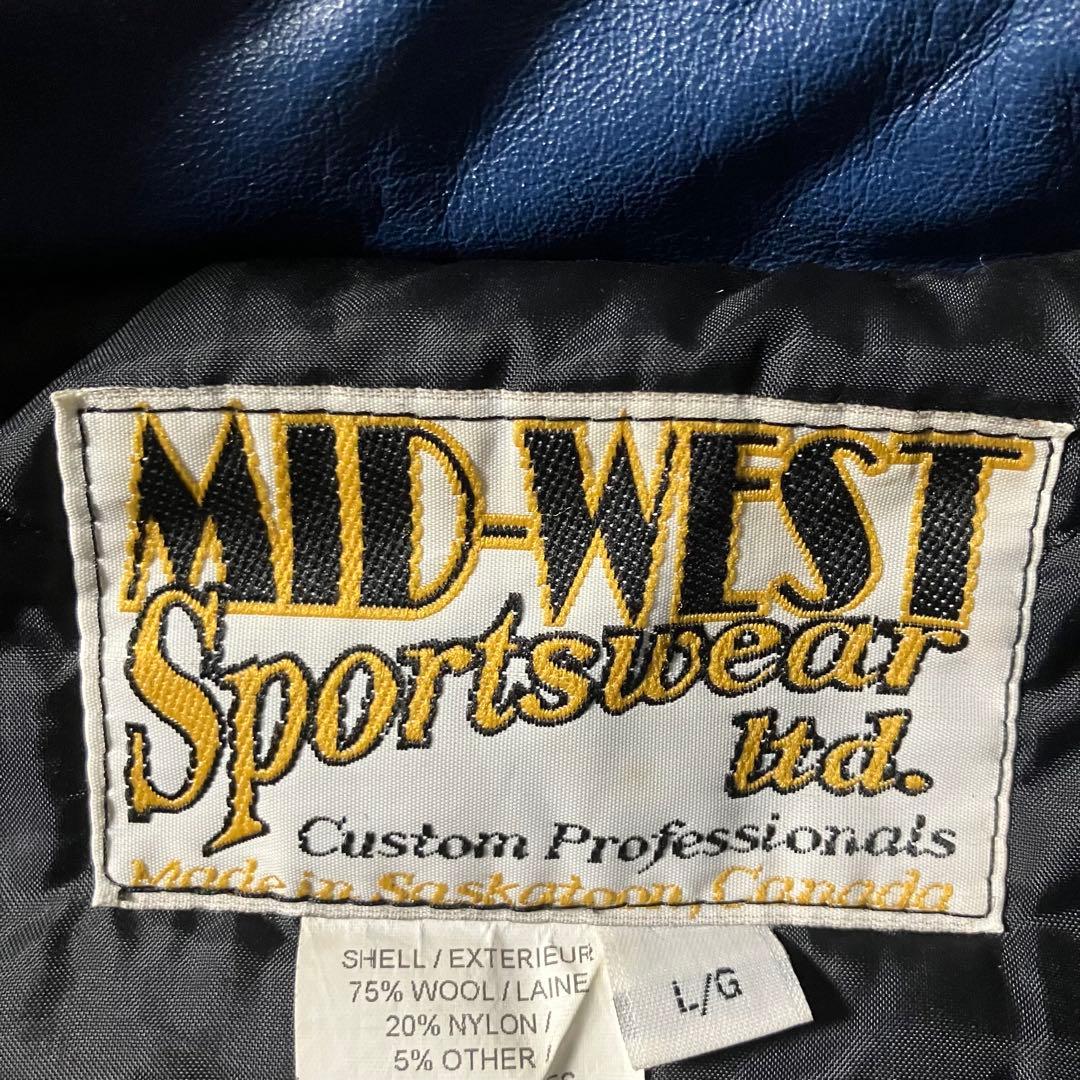 MID-WEST
Sportswear
ltd.
Custom Professionals
Made in Saskatoon, Canada
SHELL / EXTERIEUR
75% WOOL / LAINE
20% NYLON /
5% OTHER /
L/G